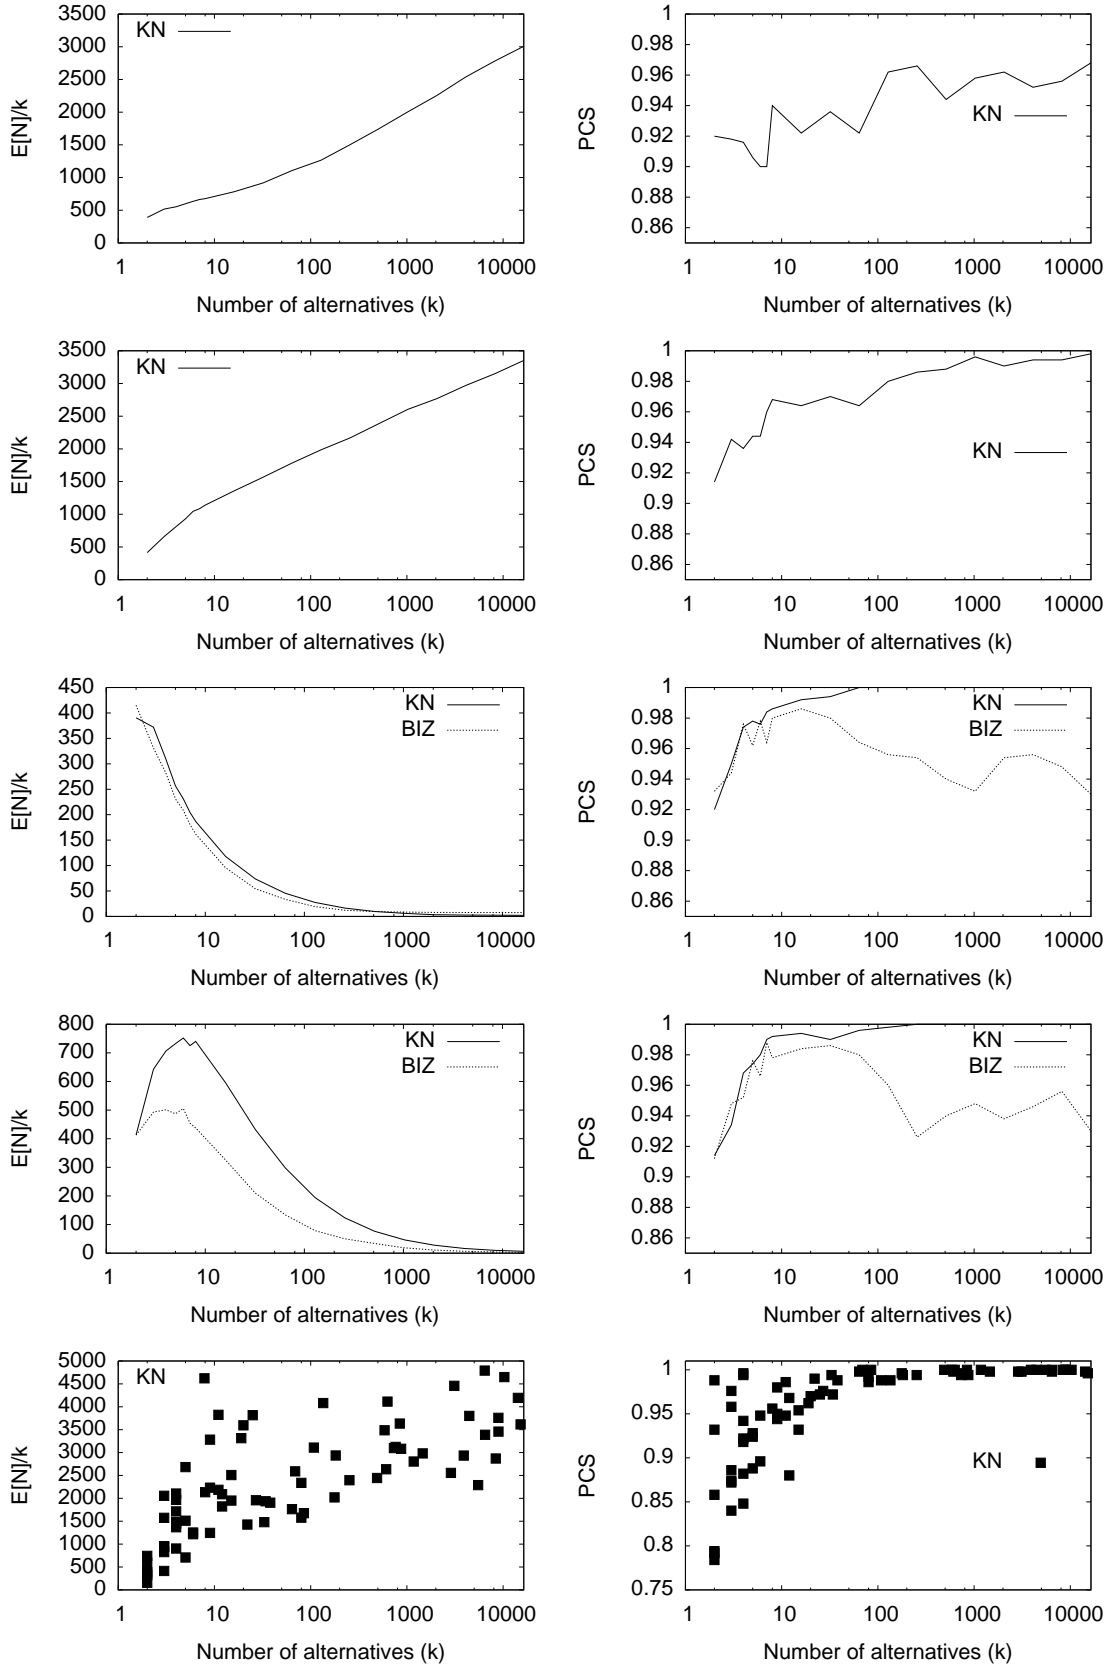 3500
3000
2500
2000
1500
1000
500
0
E[N]/k
KN
1 10 100 1000 10000
Number of alternatives (k)
1
0.98
0.96
0.94
0.92
0.9
0.88
0.86
PCS
KN
1 10 100 1000 10000
Number of alternatives (k)
3500
3000
2500
2000
1500
1000
500
0
E[N]/k
KN
1 10 100 1000 10000
Number of alternatives (k)
1
0.98
0.96
0.94
0.92
0.9
0.88
0.86
PCS
KN
1 10 100 1000 10000
Number of alternatives (k)
450
400
350
300
250
200
150
100
50
0
E[N]/k
KN
BIZ
1 10 100 1000 10000
Number of alternatives (k)
1
0.98
0.96
0.94
0.92
0.9
0.88
0.86
PCS
KN
BIZ
1 10 100 1000 10000
Number of alternatives (k)
800
700
600
500
400
300
200
100
0
E[N]/k
KN
BIZ
1 10 100 1000 10000
Number of alternatives (k)
1
0.98
0.96
0.94
0.92
0.9
0.88
0.86
PCS
KN
BIZ
1 10 100 1000 10000
Number of alternatives (k)
5000
4500
4000
3500
3000
2500
2000
1500
1000
500
0
E[N]/k
KN
1 10 100 1000 10000
Number of alternatives (k)
1
0.95
0.9
0.85
0.8
0.75
PCS
KN
1 10 100 1000 10000
Number of alternatives (k)